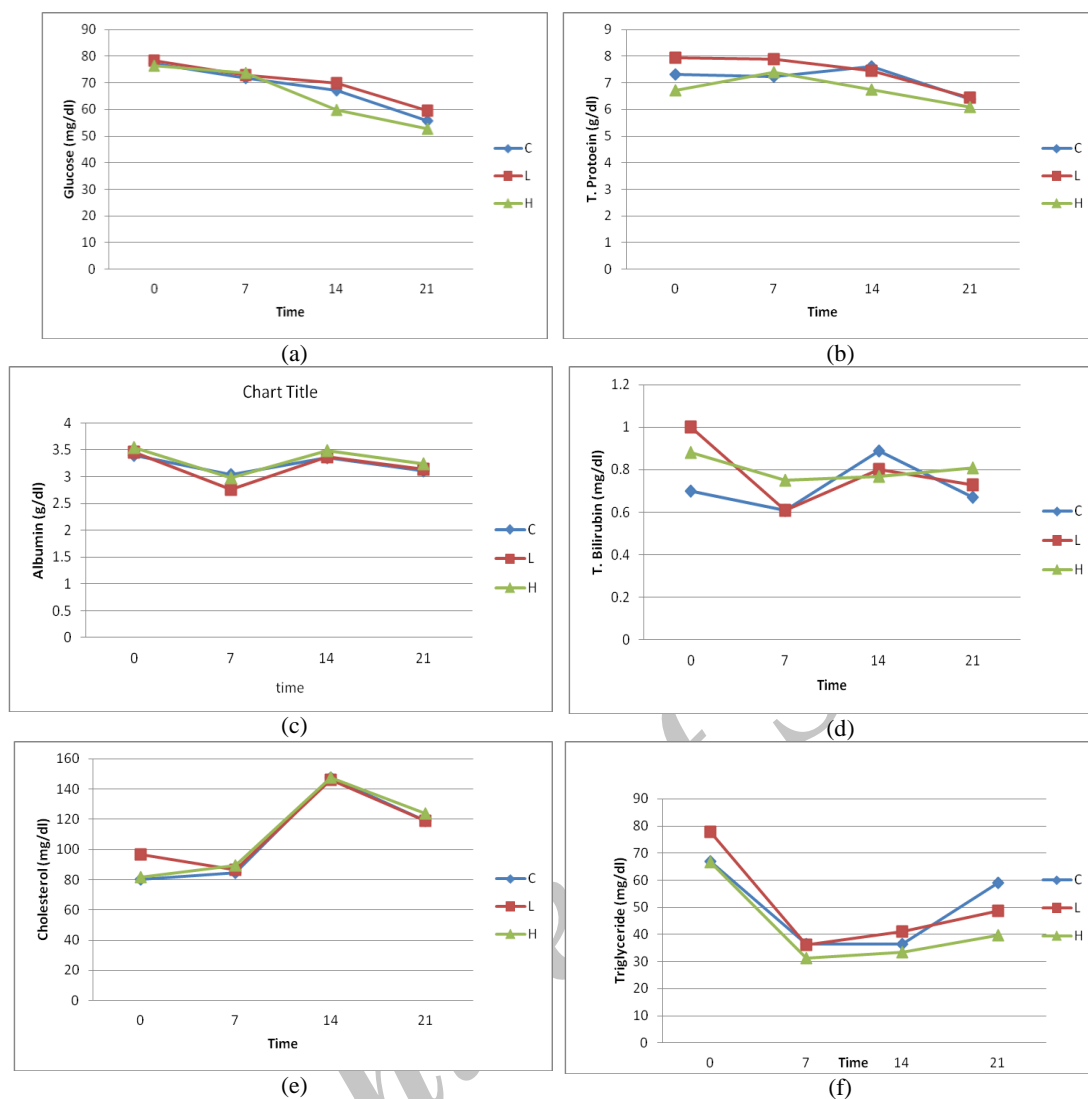 90
80
70
60
50
40
30
20
10
0
Glucose (mg/dl)
0 7 14 21
Time
C
L
H
(a)
9
8
7
6
5
4
3
2
1
0
T. Protoein (g/dl)
0 7 14 21
Time
C
L
H
(b)
Chart Title
4
3.5
3
2.5
2
1.5
1
0.5
0
Albumin (g/dl)
0 7 14 21
time
C
L
H
(c)
1.2
1
0.8
0.6
0.4
0.2
0
T. Bilirubin (mg/dl)
0 7 14 21
Time
C
L
H
(d)
160
140
120
100
80
60
40
20
0
Cholesterol (mg/dl)
0 7 14 21
Time
C
L
H
(e)
90
80
70
60
50
40
30
20
10
0
Triglyceride (mg/dl)
0 7 Time 14 21
C
L
H
(f)